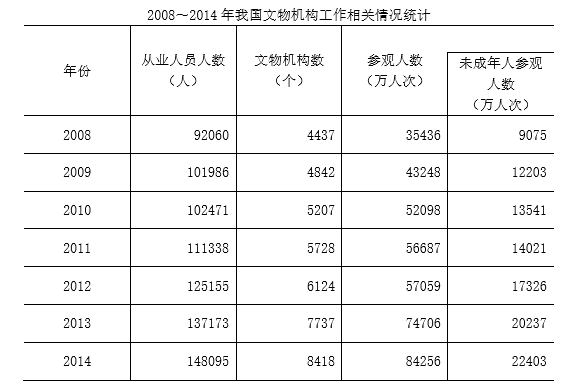 2008～2014 年我国文物机构工作相关情况统计
年份 从业人员人数（人） 文物机构数（个） 参观人数（万人次） 未成年人参观人数（万人次）
2008 92060 4437 35436 9075
2009 101986 4842 43248 12203
2010 102471 5207 52098 13541
2011 111338 5728 56687 14021
2012 125155 6124 57059 17326
2013 137173 7737 74706 20237
2014 148095 8418 84256 22403